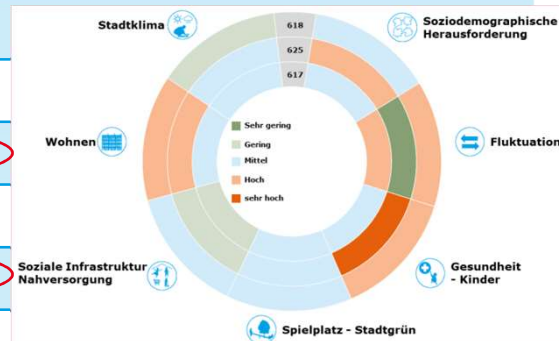 Stadtklima
618
625
617
Soziodemographische
Herausforderung
Wohnen
Sehr gering
Gering
Mittel
Hoch
sehr hoch
Fluktuation
Soziale Infrastruktur
Nahversorgung
Gesundheit
- Kinder
Spielplatz - Stadtgrün